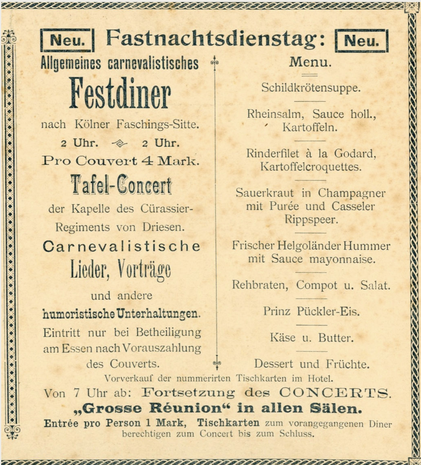 Neu. Fastnachtsdienstag: Neu.
Allgemeines carnevalistisches
Festdiner
nach Kölner Faschings-Sitte.
2 Uhr. 2 Uhr.
Pro Couvert 4 Mark.
Tafel-Concert
der Kapelle des Cürassier-
Regiments von Driesen.
Carnevalistische
Lieder, Vorträge
und andere
humoristische Unterhaltungen.
Eintritt nur bei Betheiligung
am Essen nach Vorauszahlung
des Couverts.
Menu.
Schildkrötensuppe.
Rheinsalm, Sauce holl.,
Kartoffeln.
Rinderfilet à la Godard,
Kartoffelcroquettes.
Sauerkraut in Champagner
mit Purée und Casseler
Rippspeer.
Frischer Helgoländer Hummer
mit Sauce mayonnaise.
Rehbraten, Compot u. Salat.
Prinz Pückler-Eis.
Käse u. Butter.
Dessert und Früchte.
Vorverkauf der nummerirten Tischkarten im Hotel.
Von 7 Uhr ab: Fortsetzung des CONCERTS.
„Grosse Réunion“ in allen Sälen.
Entrée pro Person 1 Mark, Tischkarten zum vorangegangenen Diner
berechtigen zum Concert bis zum Schluss.